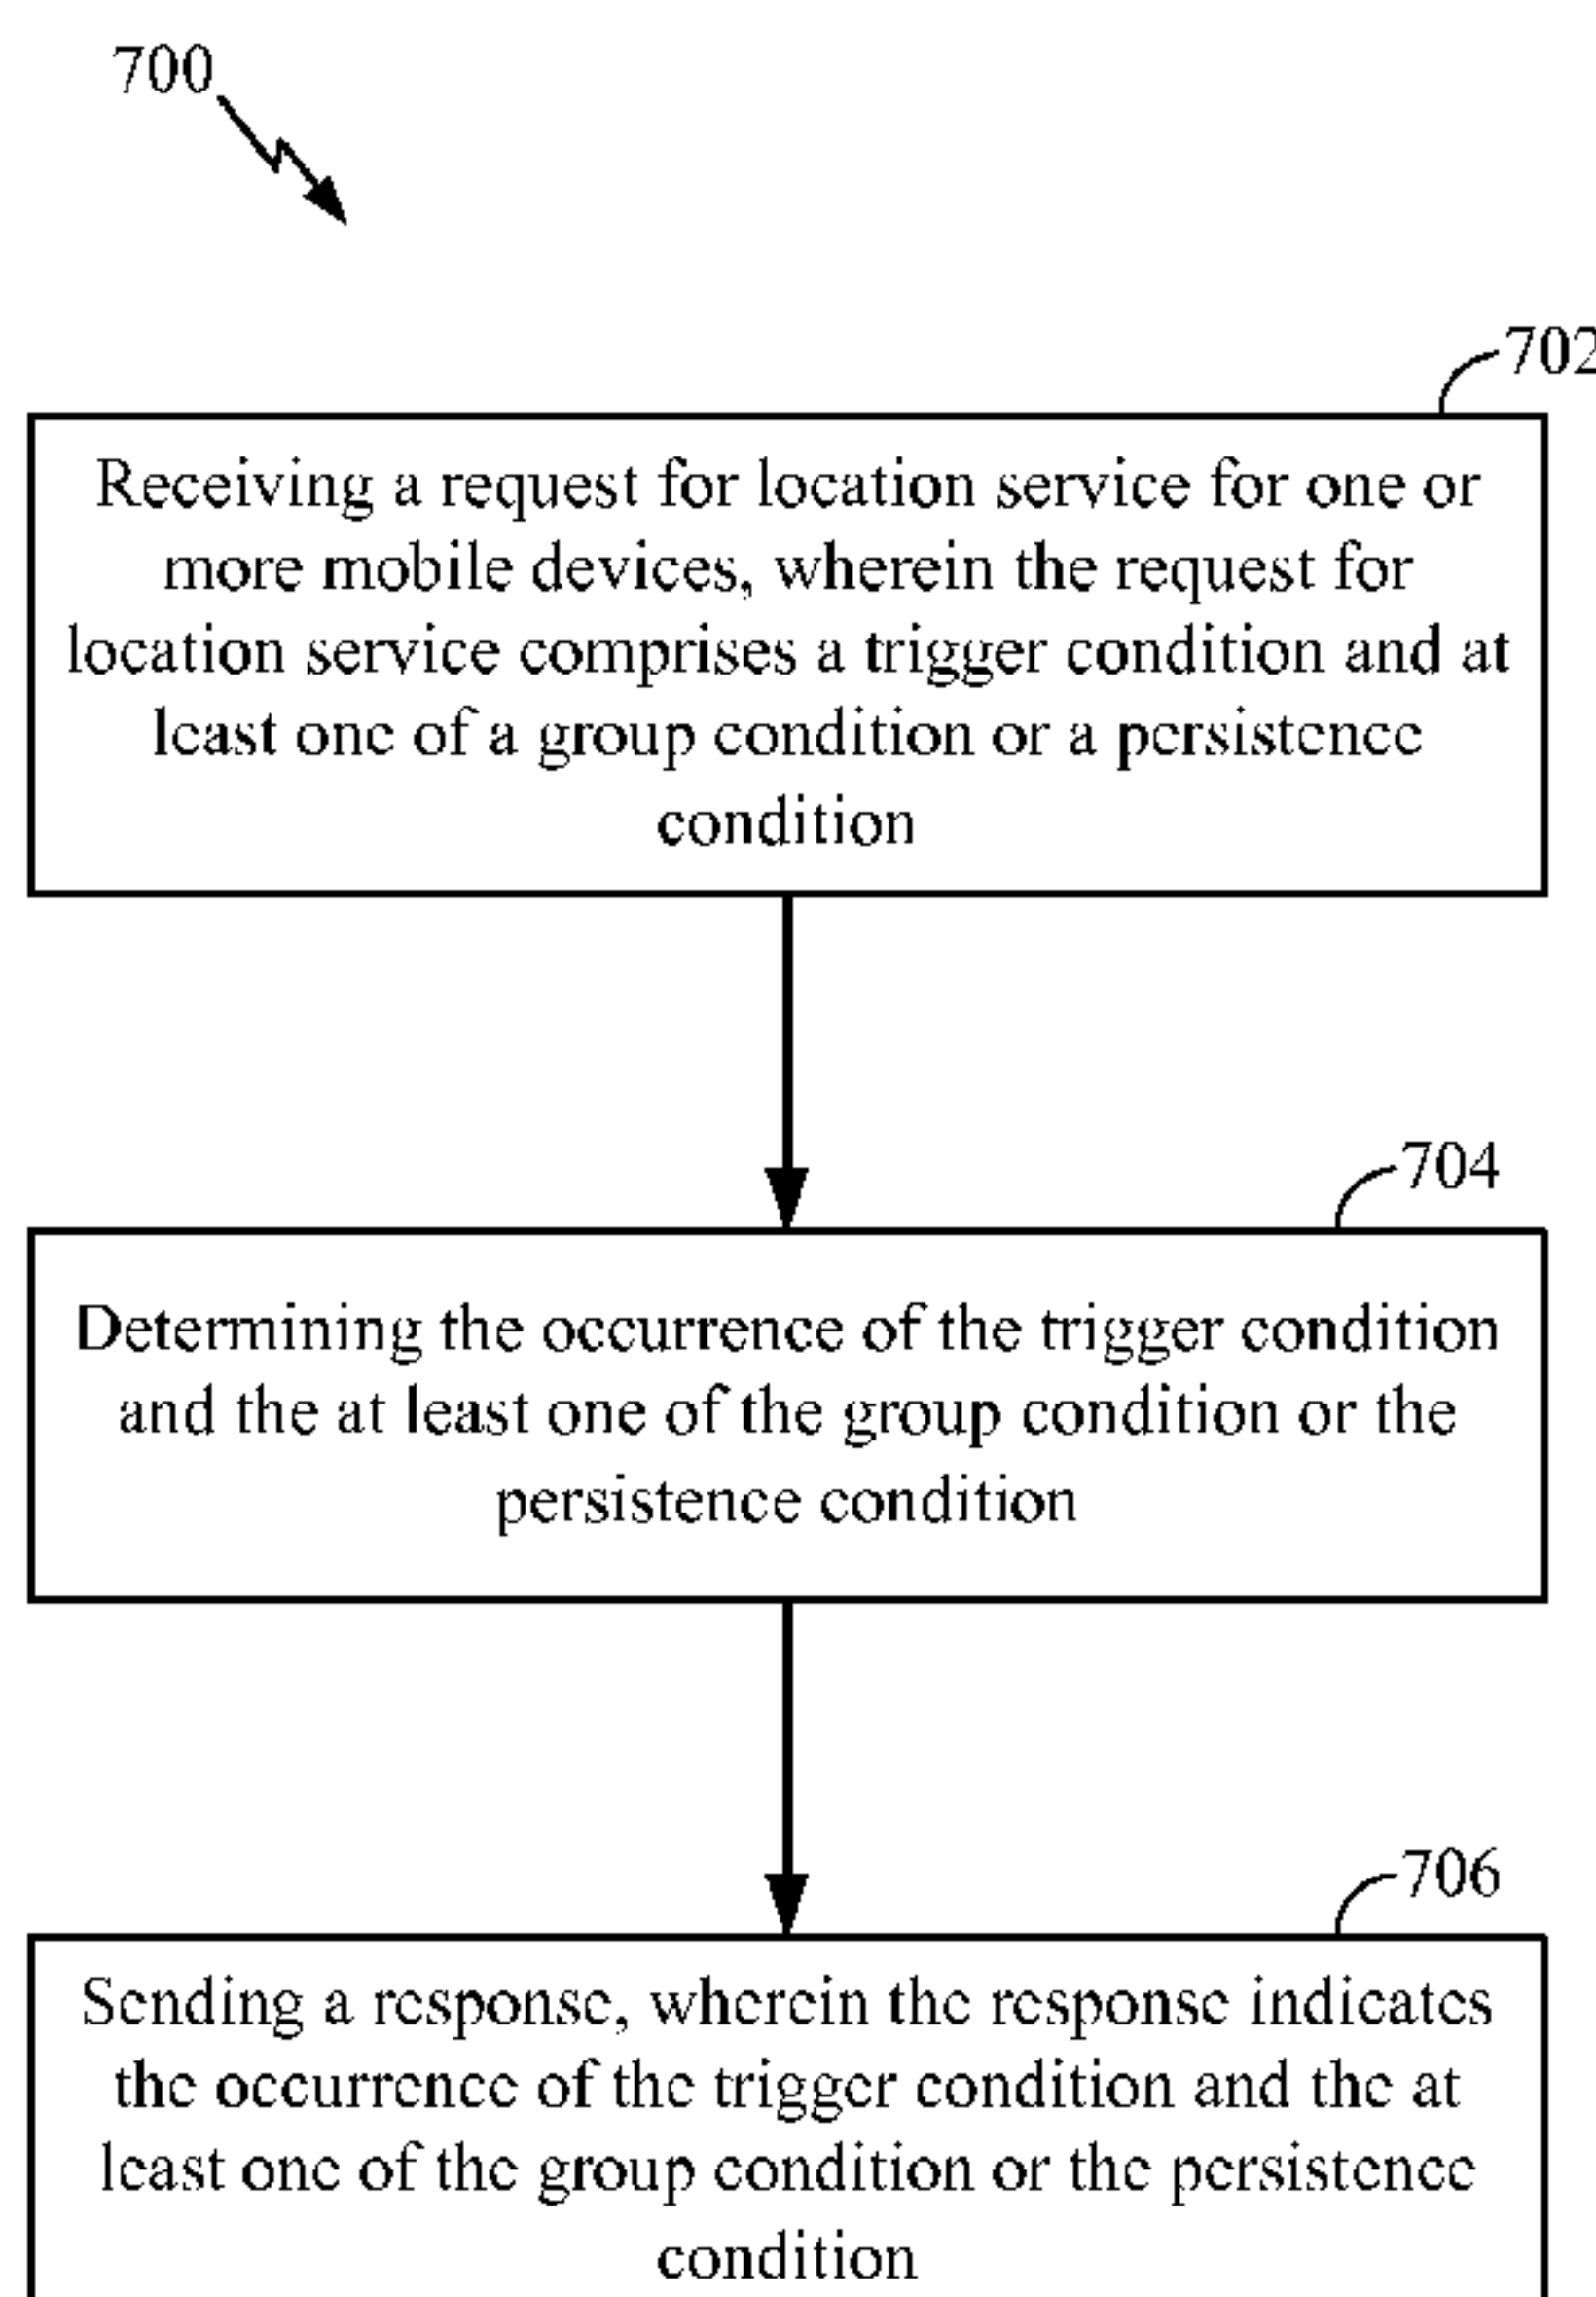 700
702
Receiving a request for location service for one or
more mobile devices, wherein the request for
location service comprises a trigger condition and at
least one of a group condition or a persistence
condition
704
Determining the occurrence of the trigger condition
and the at least one of the group condition or the
persistence condition
706
Sending a response, wherein the response indicates
the occurrence of the trigger condition and the at
least one of the group condition or the persistence
condition